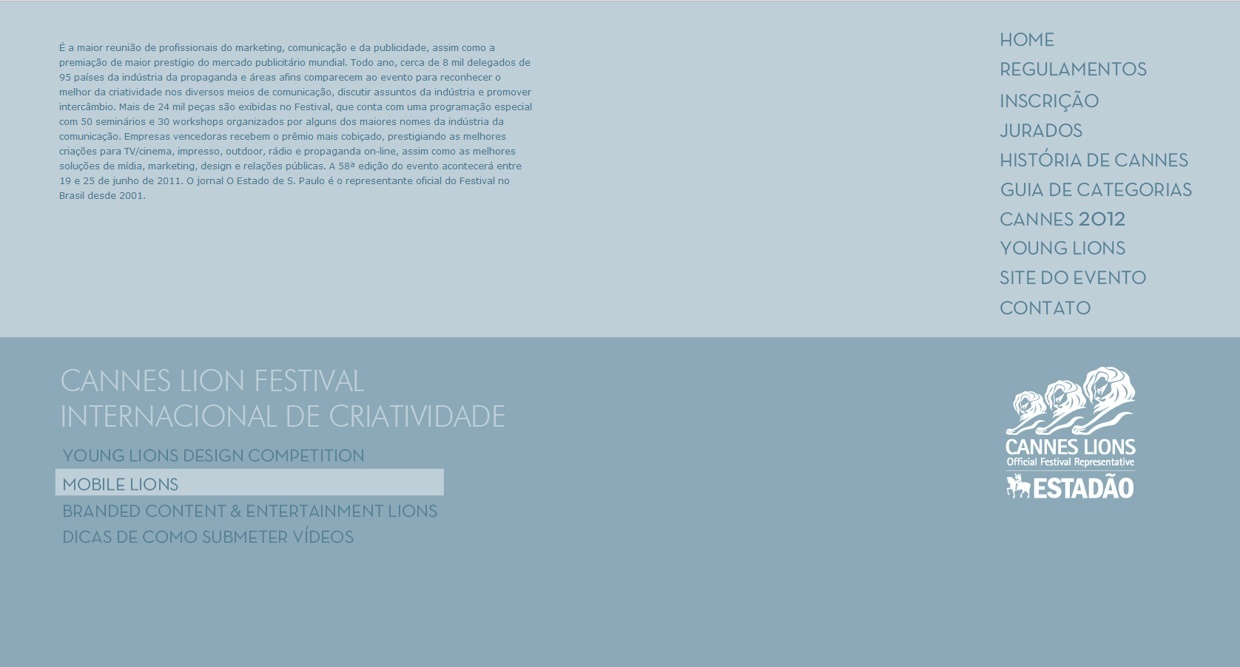 É a maior reunião de profissionais do marketing, comunicação e da publicidade, assim como a
premiação de maior prestígio do mercado publicitário mundial. Todo ano, cerca de 8 mil delegados de
95 países da indústria da propaganda e áreas afins comparecem ao evento para reconhecer o
melhor da criatividade nos diversos meios de comunicação, discutir assuntos da indústria e promover
intercâmbio. Mais de 24 mil peças são exibidas no Festival, que conta com uma programação especial
com 50 seminários e 30 workshops organizados por alguns dos maiores nomes da indústria da
comunicação. Empresas vencedoras recebem o prêmio mais cobiçado, prestigiando as melhores
criações para TV/cinema, impresso, outdoor, rádio e propaganda on-line, assim como as melhores
soluções de mídia, marketing, design e relações públicas. A 58ª edição do evento acontecerá entre
19 e 25 de junho de 2011. O jornal O Estado de S. Paulo é o representante oficial do Festival no
Brasil desde 2001.
HOME
REGULAMENTOS
INSCRIÇÃO
JURADOS
HISTÓRIA DE CANNES
GUIA DE CATEGORIAS
CANNES 2012
YOUNG LIONS
SITE DO EVENTO
CONTATO
CANNES LION FESTIVAL
INTERNACIONAL DE CRIATIVIDADE
YOUNG LIONS DESIGN COMPETITION
MOBILE LIONS
BRANDED CONTENT & ENTERTAINMENT LIONS
DICAS DE COMO SUBMETER VÍDEOS
CANNES LIONS
Official Festival Representative
ESTADÃO